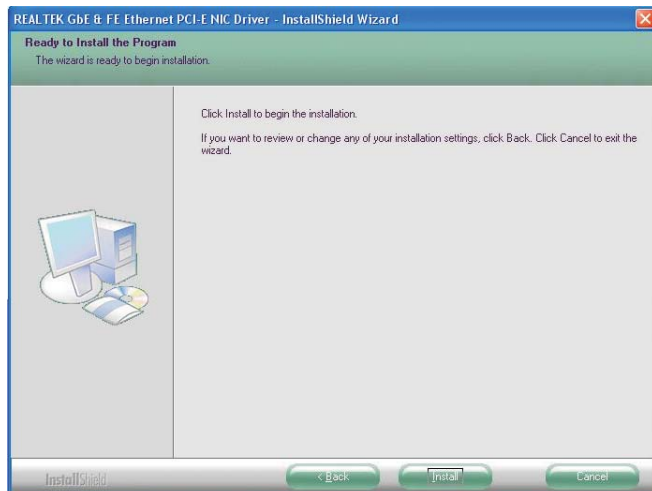 REALTEK GbE & FE Ethernet PCI-E NIC Driver - InstallShield Wizard
Ready to Install the Program
The wizard is ready to begin installation.
Click Install to begin the installation.
If you want to review or change any of your installation settings, click Back. Click Cancel to exit the
wizard.
InstallShield
< Back
Install
Cancel